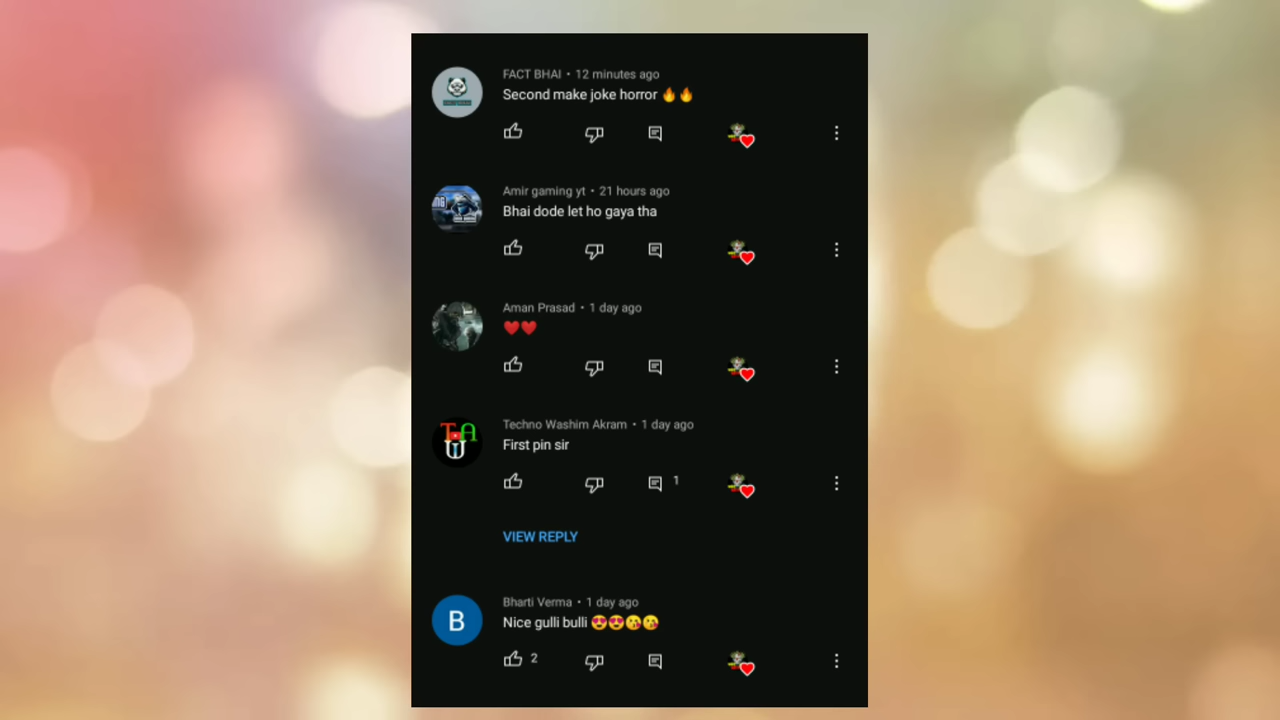 FACT BHAI • 12 minutes ago
Second make joke horror 🔥🔥
Amir gaming yt • 21 hours ago
Bhai dode let ho gaya tha
Aman Prasad • 1 day ago
❤️❤️
Techno Washim Akram • 1 day ago
First pin sir
1
VIEW REPLY
B
Bharti Verma • 1 day ago
Nice gulli bulli 😍😍😘😘
2